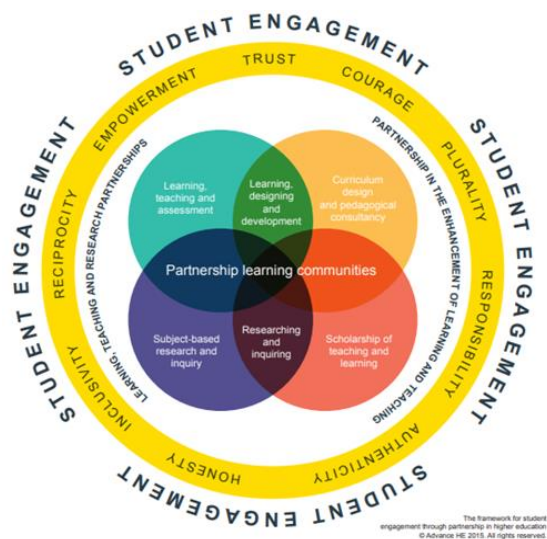 STUDENT ENGAGEMENT
STUDENT ENGAGEMENT
STUDENT ENGAGEMENT
STUDENT ENGAGEMENT
TRUST
COURAGE
PLURALITY
RESPONSIBILITY
AUTHENTICITY
HONESTY
INCLUSIVITY
RECIPROCITY
EMPOWERMENT
LEARNING, TEACHING AND RESEARCH PARTNERSHIPS
PARTNERSHIP IN THE ENHANCEMENT OF LEARNING AND TEACHING
Learning,
teaching and
assessment
Learning,
designing
and
development
Curriculum
design
and pedagogical
consultancy
Partnership learning communities
Subject-based
research and
inquiry
Researching
and
inquiring
Scholarship of
teaching and
learning
The framework for student
engagement through partnership in higher education
© Advance HE 2015. All rights reserved.